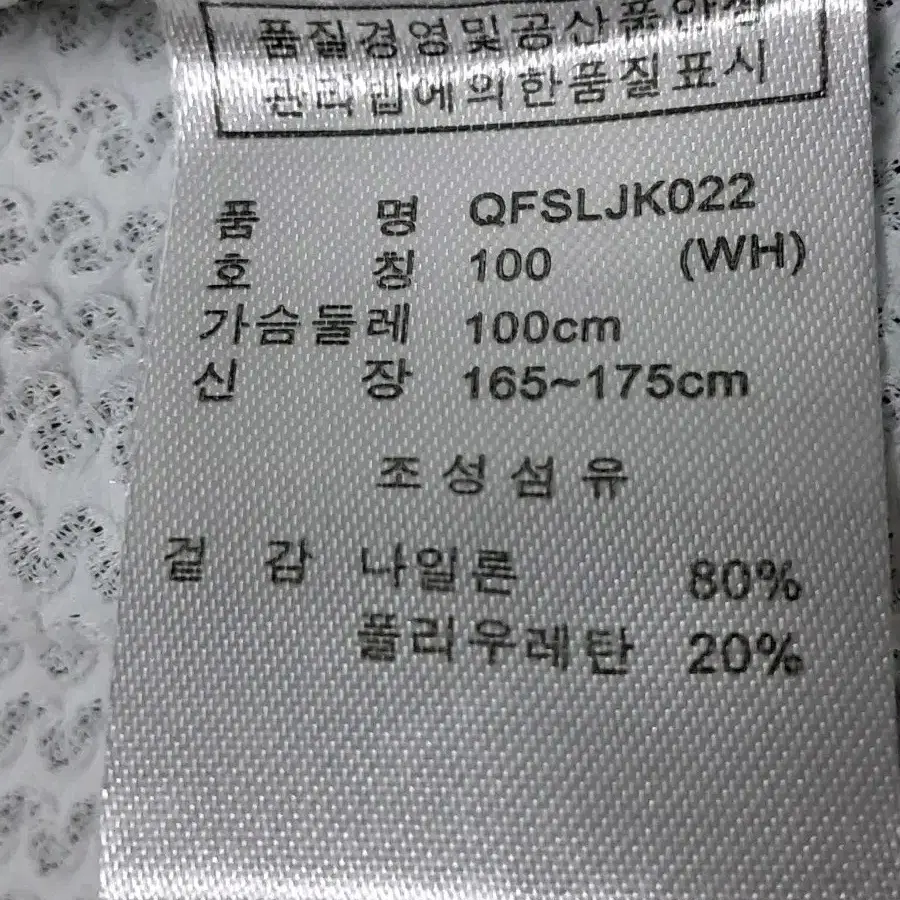 품질경영및공산품안전
관리법에의한품질표시
품 명 QFSLJK022
호 칭 100 (WH)
가슴둘레 100cm
신 장 165~175cm
조성섬유
겉 감 나일론 80%
폴리우레탄 20%